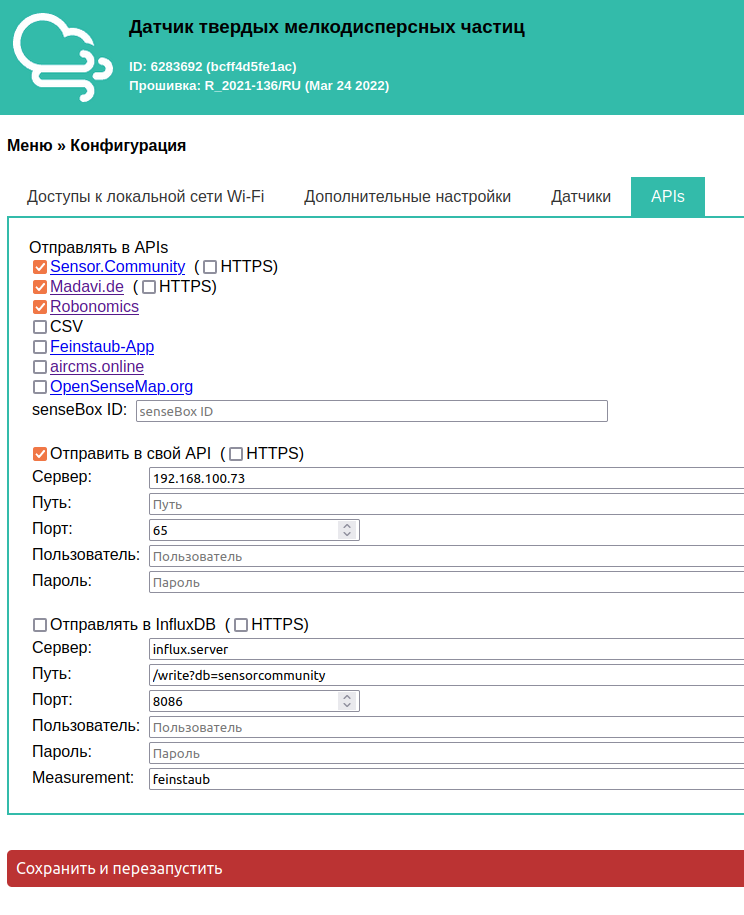 Датчик твердых мелкодисперсных частиц
ID: 6283692 (bcff4d5fe1ac)
Прошивка: R_2021-136/RU (Mar 24 2022)
Меню » Конфигурация
Доступы к локальной сети Wi-Fi Дополнительные настройки Датчики APIs
Отправлять в APIs
Sensor.Community ( HTTPS)
Madavi.de ( HTTPS)
Robonomics
CSV
Feinstaub-App
aircms.online
OpenSenseMap.org
senseBox ID: senseBox ID
Отправить в свой API ( HTTPS)
Сервер: 192.168.100.73
Путь: Путь
Порт: 65
Пользователь: Пользователь
Пароль: Пароль
Отправлять в InfluxDB ( HTTPS)
Сервер: influx.server
Путь: /write?db=sensorcommunity
Порт: 8086
Пользователь: Пользователь
Пароль: Пароль
Measurement: feinstaub
Сохранить и перезапустить